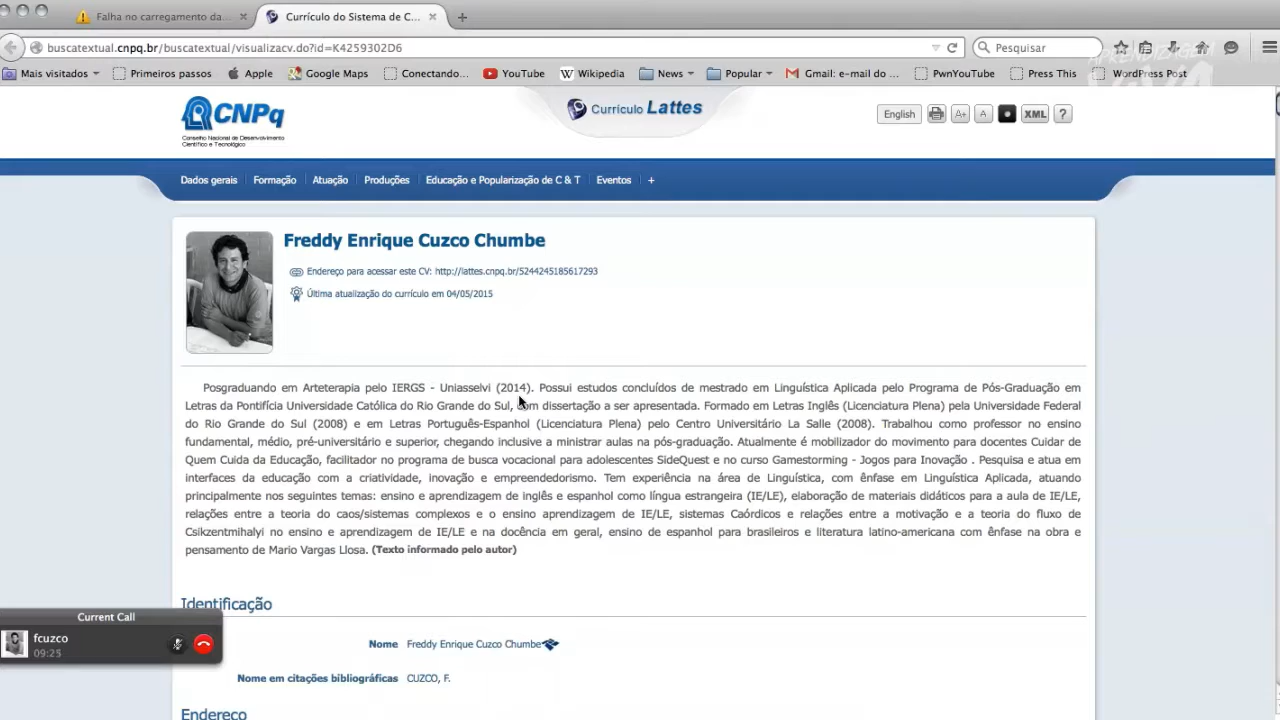 Falha no carregamento da...
Currículo do Sistema de C...
buscatextual.cnpq.br/buscatextual/visualizacv.do?id=K4259302D6
Pesquisar
Mais visitados
Primeiros passos
Apple
Google Maps
Conectando...
YouTube
Wikipedia
News
Popular
Gmail: e-mail do ...
PwnYouTube
Press This
WordPress Post
CNPq
Conselho Nacional de Desenvolvimento
Científico e Tecnológico
Currículo Lattes
English
A+
A
XML
?
Dados gerais Formação Atuação Produções Educação e Popularização de C & T Eventos +
Freddy Enrique Cuzco Chumbe
Endereço para acessar este CV: http://lattes.cnpq.br/5244245185617293
Última atualização do currículo em 04/05/2015
Posgraduando em Arteterapia pelo IERGS - Uniasselvi (2014). Possui estudos concluídos de mestrado em Linguística Aplicada pelo Programa de Pós-Graduação em
Letras da Pontifícia Universidade Católica do Rio Grande do Sul, com dissertação a ser apresentada. Formado em Letras Inglês (Licenciatura Plena) pela Universidade Federal
do Rio Grande do Sul (2008) e em Letras Português-Espanhol (Licenciatura Plena) pelo Centro Universitário La Salle (2008). Trabalhou como professor no ensino
fundamental, médio, pré-universitário e superior, chegando inclusive a ministrar aulas na pós-graduação. Atualmente é mobilizador do movimento para docentes Cuidar de
Quem Cuida da Educação, facilitador no programa de busca vocacional para adolescentes SideQuest e no curso Gamestorming - Jogos para Inovação . Pesquisa e atua em
interfaces da educação com a criatividade, inovação e empreendedorismo. Tem experiência na área de Linguística, com ênfase em Linguística Aplicada, atuando
principalmente nos seguintes temas: ensino e aprendizagem de inglês e espanhol como língua estrangeira (IE/LE), elaboração de materiais didáticos para a aula de IE/LE,
relações entre a teoria do caos/sistemas complexos e o ensino aprendizagem de IE/LE, sistemas Caórdicos e relações entre a motivação e a teoria do fluxo de
Csikzentmihalyi no ensino e aprendizagem de IE/LE e na docência em geral, ensino de espanhol para brasileiros e literatura latino-americana com ênfase na obra e
pensamento de Mario Vargas Llosa. (Texto informado pelo autor)
Identificação
Current Call
fcuzco
09:25
Nome Freddy Enrique Cuzco Chumbe
Nome em citações bibliográficas CUZCO, F.
Endereço